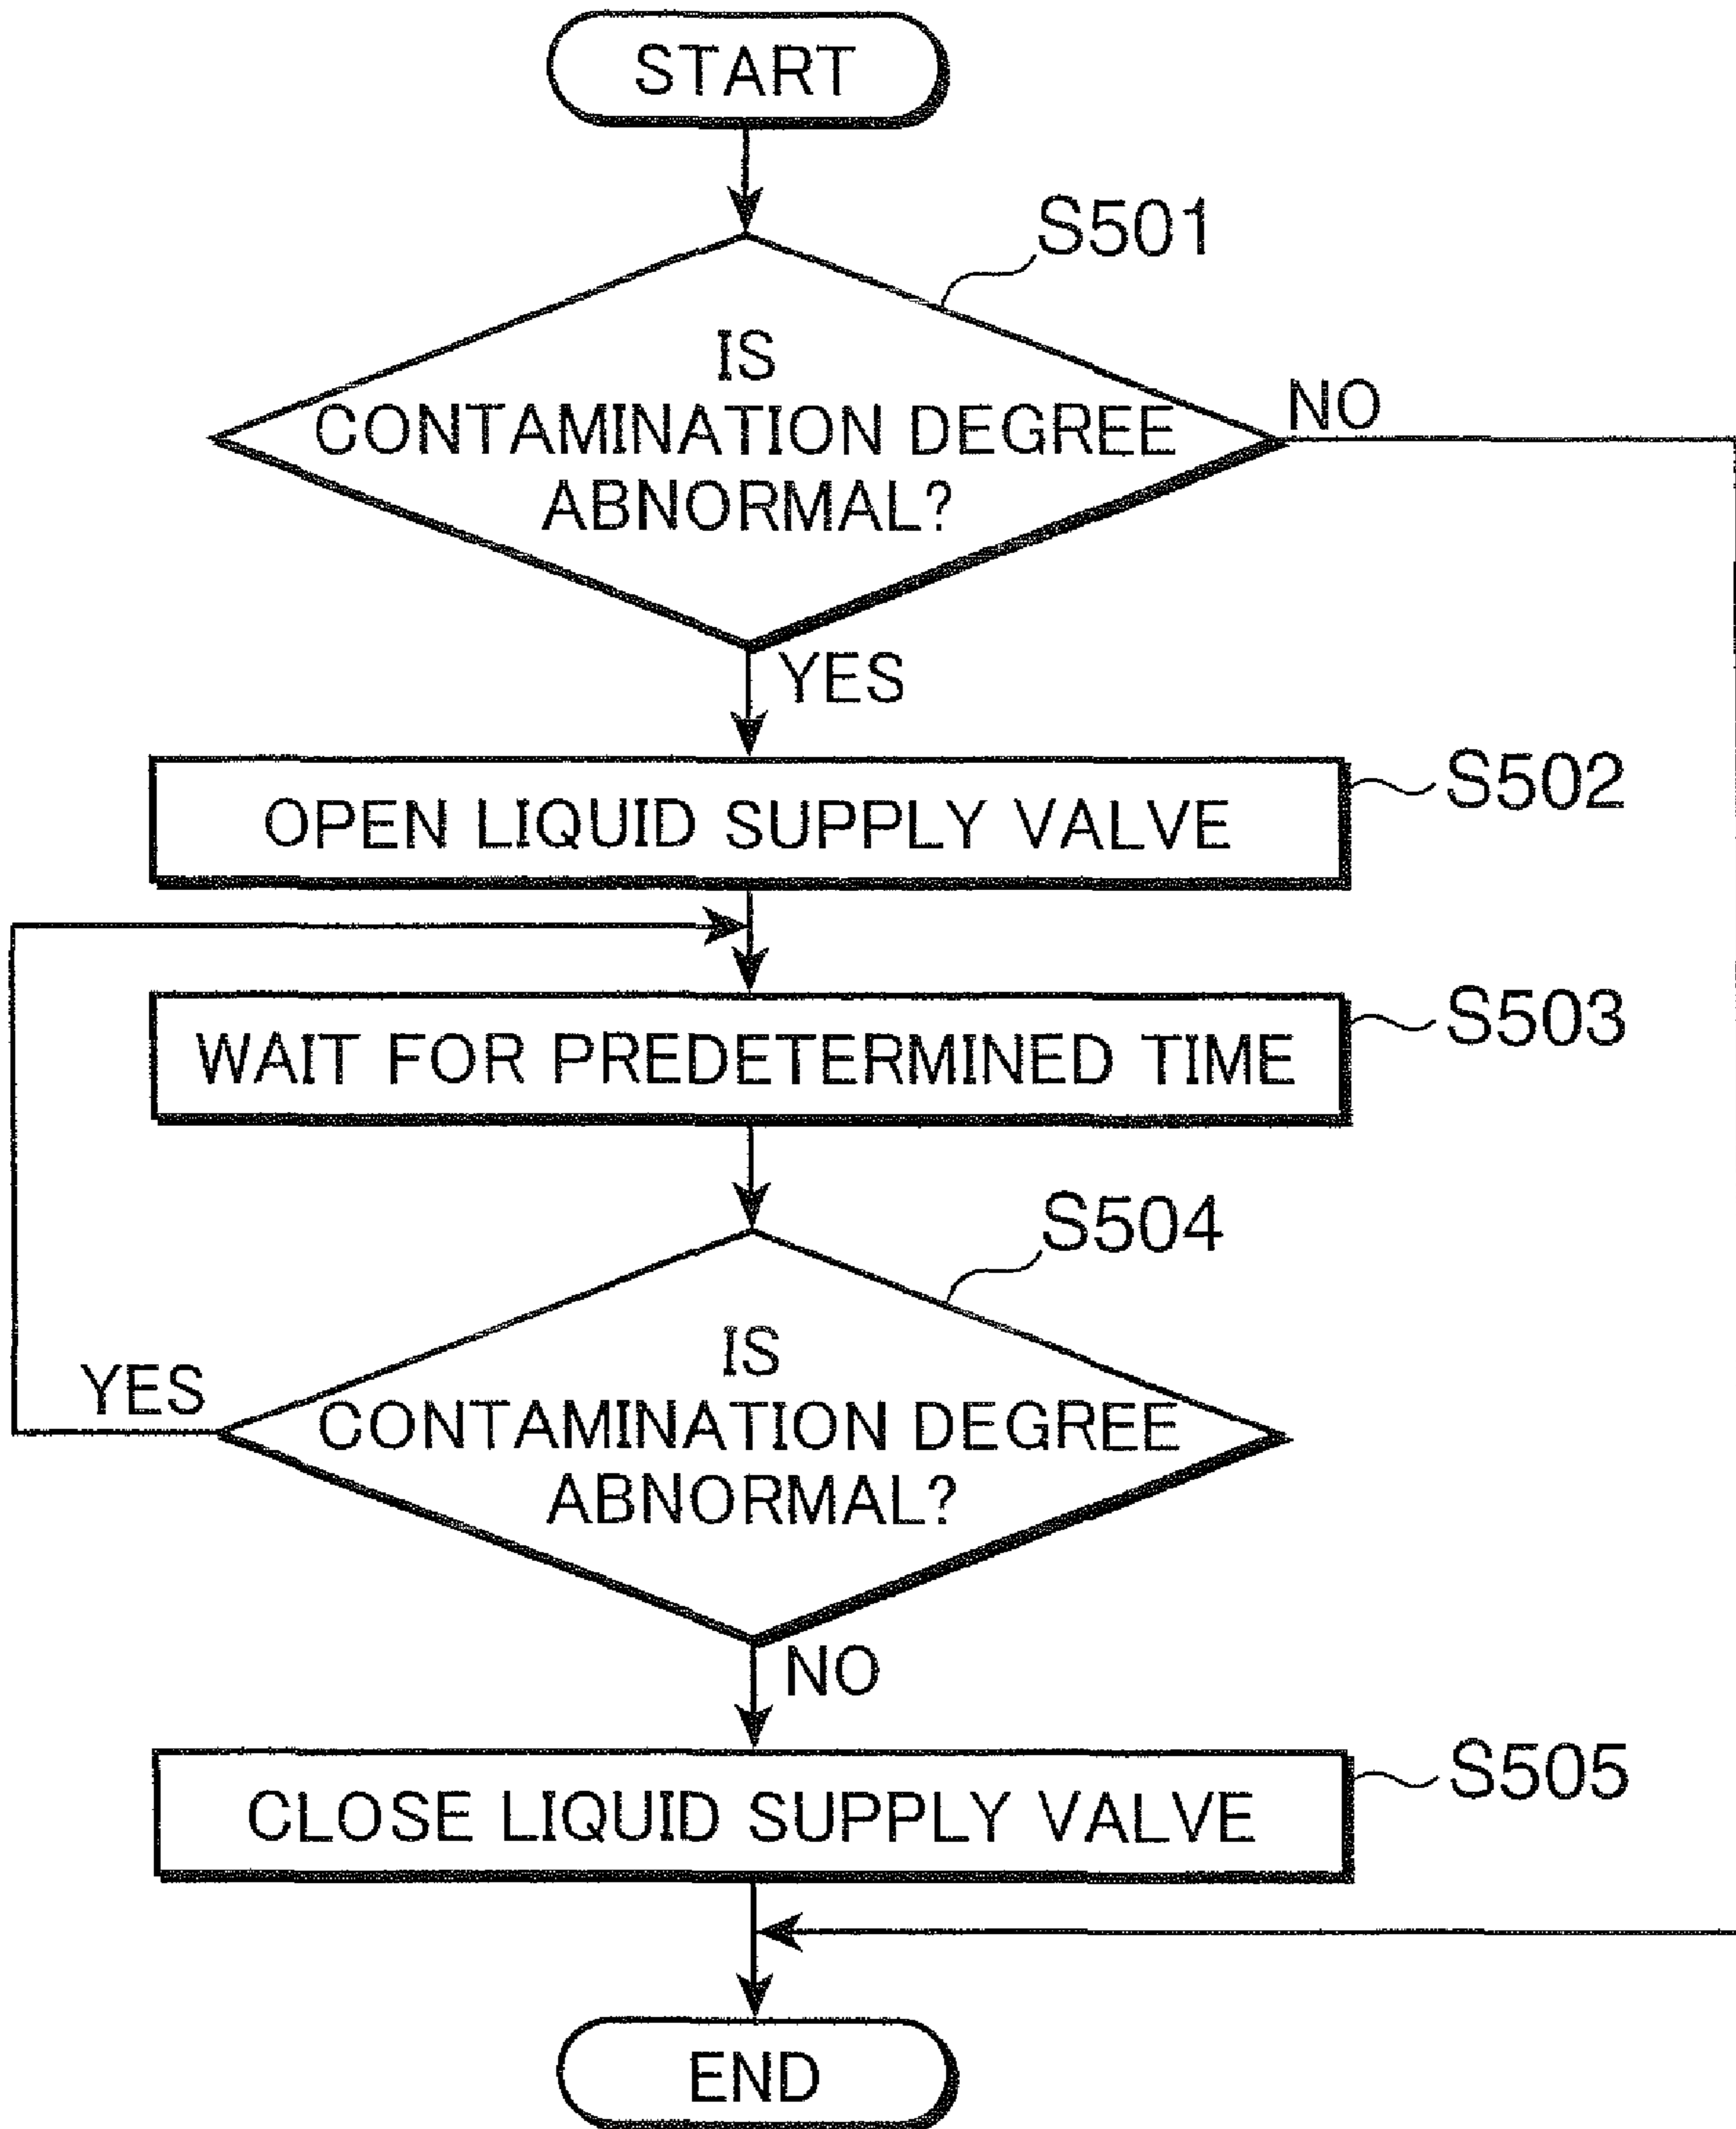 START
S501
IS
CONTAMINATION DEGREE
ABNORMAL?
NO
YES
OPEN LIQUID SUPPLY VALVE
S502
WAIT FOR PREDETERMINED TIME
S503
S504
IS
CONTAMINATION DEGREE
ABNORMAL?
YES
NO
CLOSE LIQUID SUPPLY VALVE
S505
END